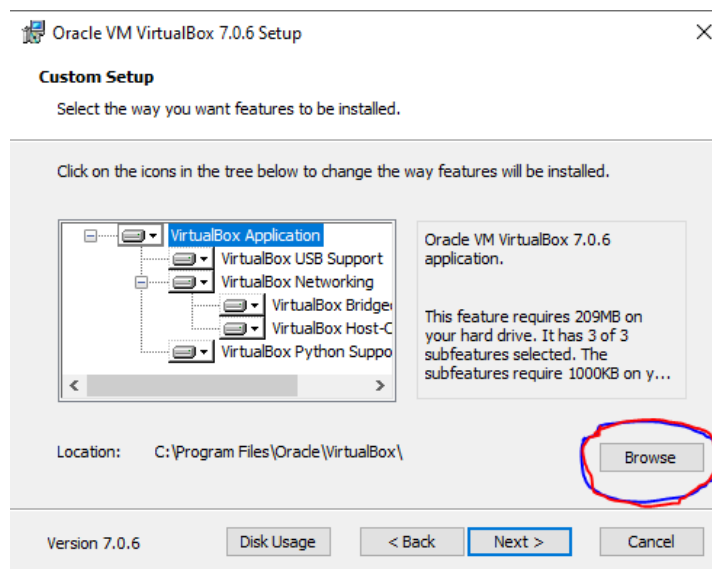 Oracle VM VirtualBox 7.0.6 Setup
Custom Setup
Select the way you want features to be installed.
Click on the icons in the tree below to change the way features will be installed.
VirtualBox Application
VirtualBox USB Support
VirtualBox Networking
VirtualBox Bridge
VirtualBox Host-C
VirtualBox Python Suppo
Oracle VM VirtualBox 7.0.6
application.
This feature requires 209MB on
your hard drive. It has 3 of 3
subfeatures selected. The
subfeatures require 1000KB on y...
Location: C:\Program Files\Oracle\VirtualBox\
Browse
Version 7.0.6
Disk Usage
< Back
Next >
Cancel